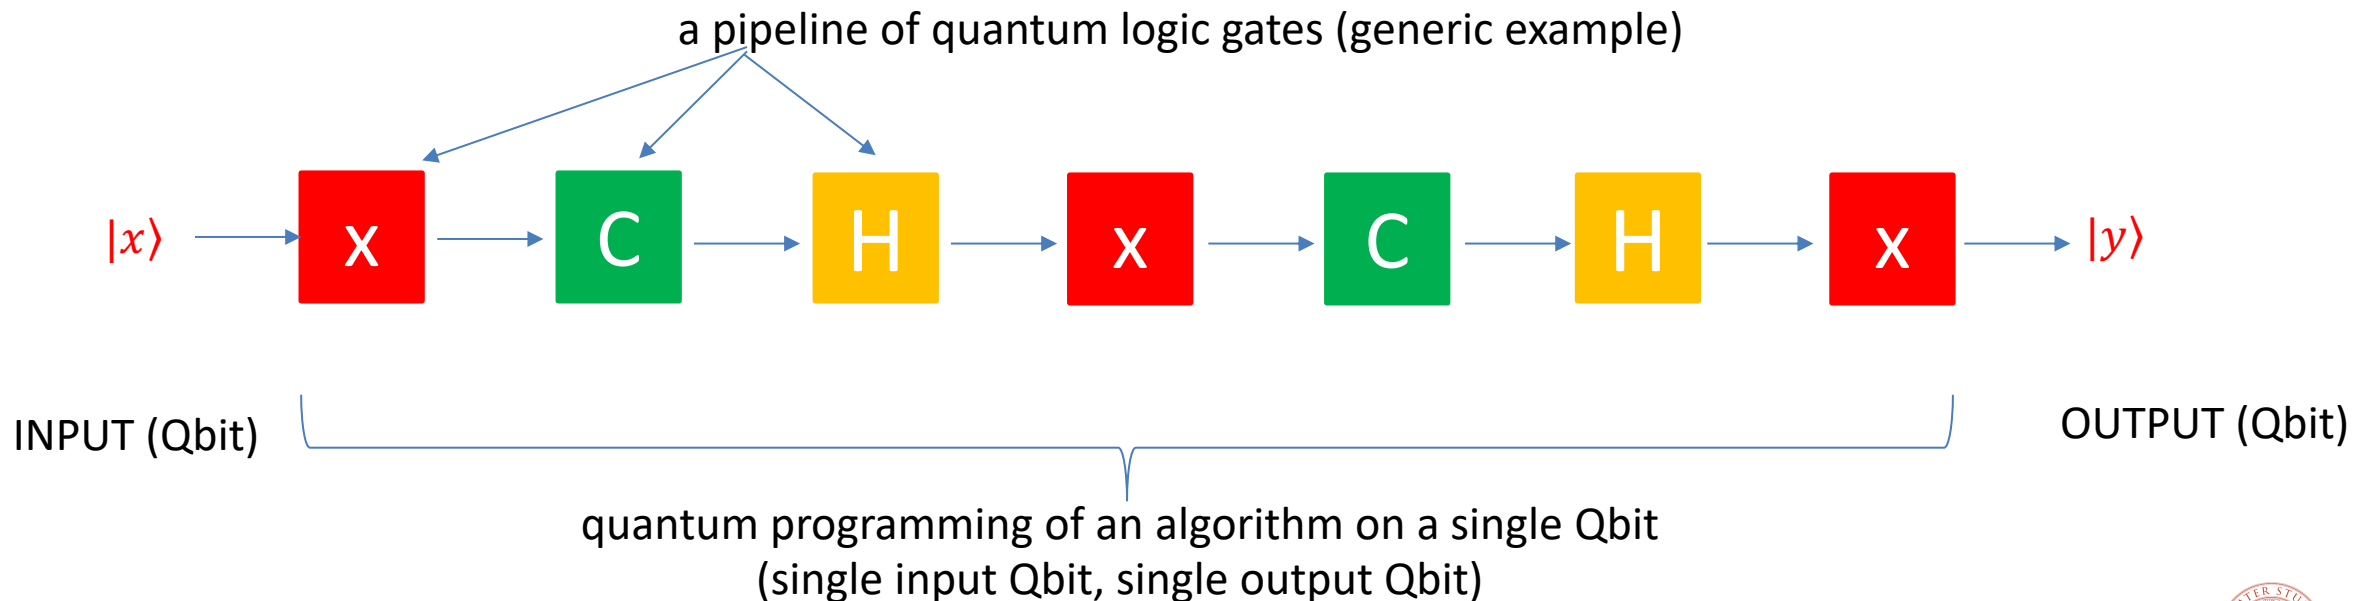 a pipeline of quantum logic gates (generic example)
|x⟩ x C H x C H x |y⟩
INPUT (Qbit) OUTPUT (Qbit)
quantum programming of an algorithm on a single Qbit
(single input Qbit, single output Qbit)